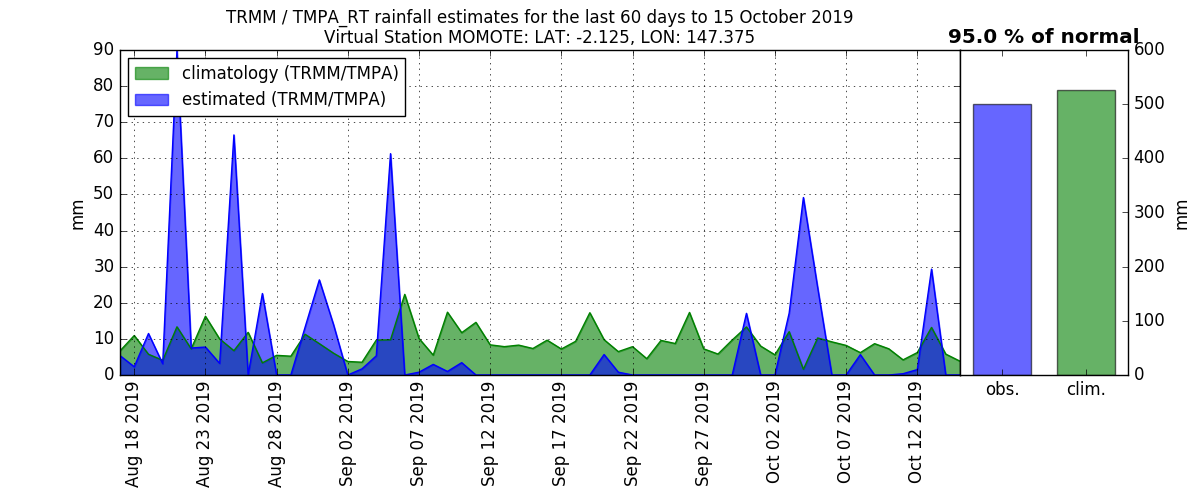 TRMM / TMPA_RT rainfall estimates for the last 60 days to 15 October 2019
Virtual Station MOMOTE: LAT: -2.125, LON: 147.375
95.0 % of normal
climatology (TRMM/TMPA)
estimated (TRMM/TMPA)
90
80
70
60
50
40
30
20
10
0
mm
Aug 18 2019
Aug 23 2019
Aug 28 2019
Sep 02 2019
Sep 07 2019
Sep 12 2019
Sep 17 2019
Sep 22 2019
Sep 27 2019
Oct 02 2019
Oct 07 2019
Oct 12 2019
obs.
clim.
600
500
400
300
200
100
0
mm